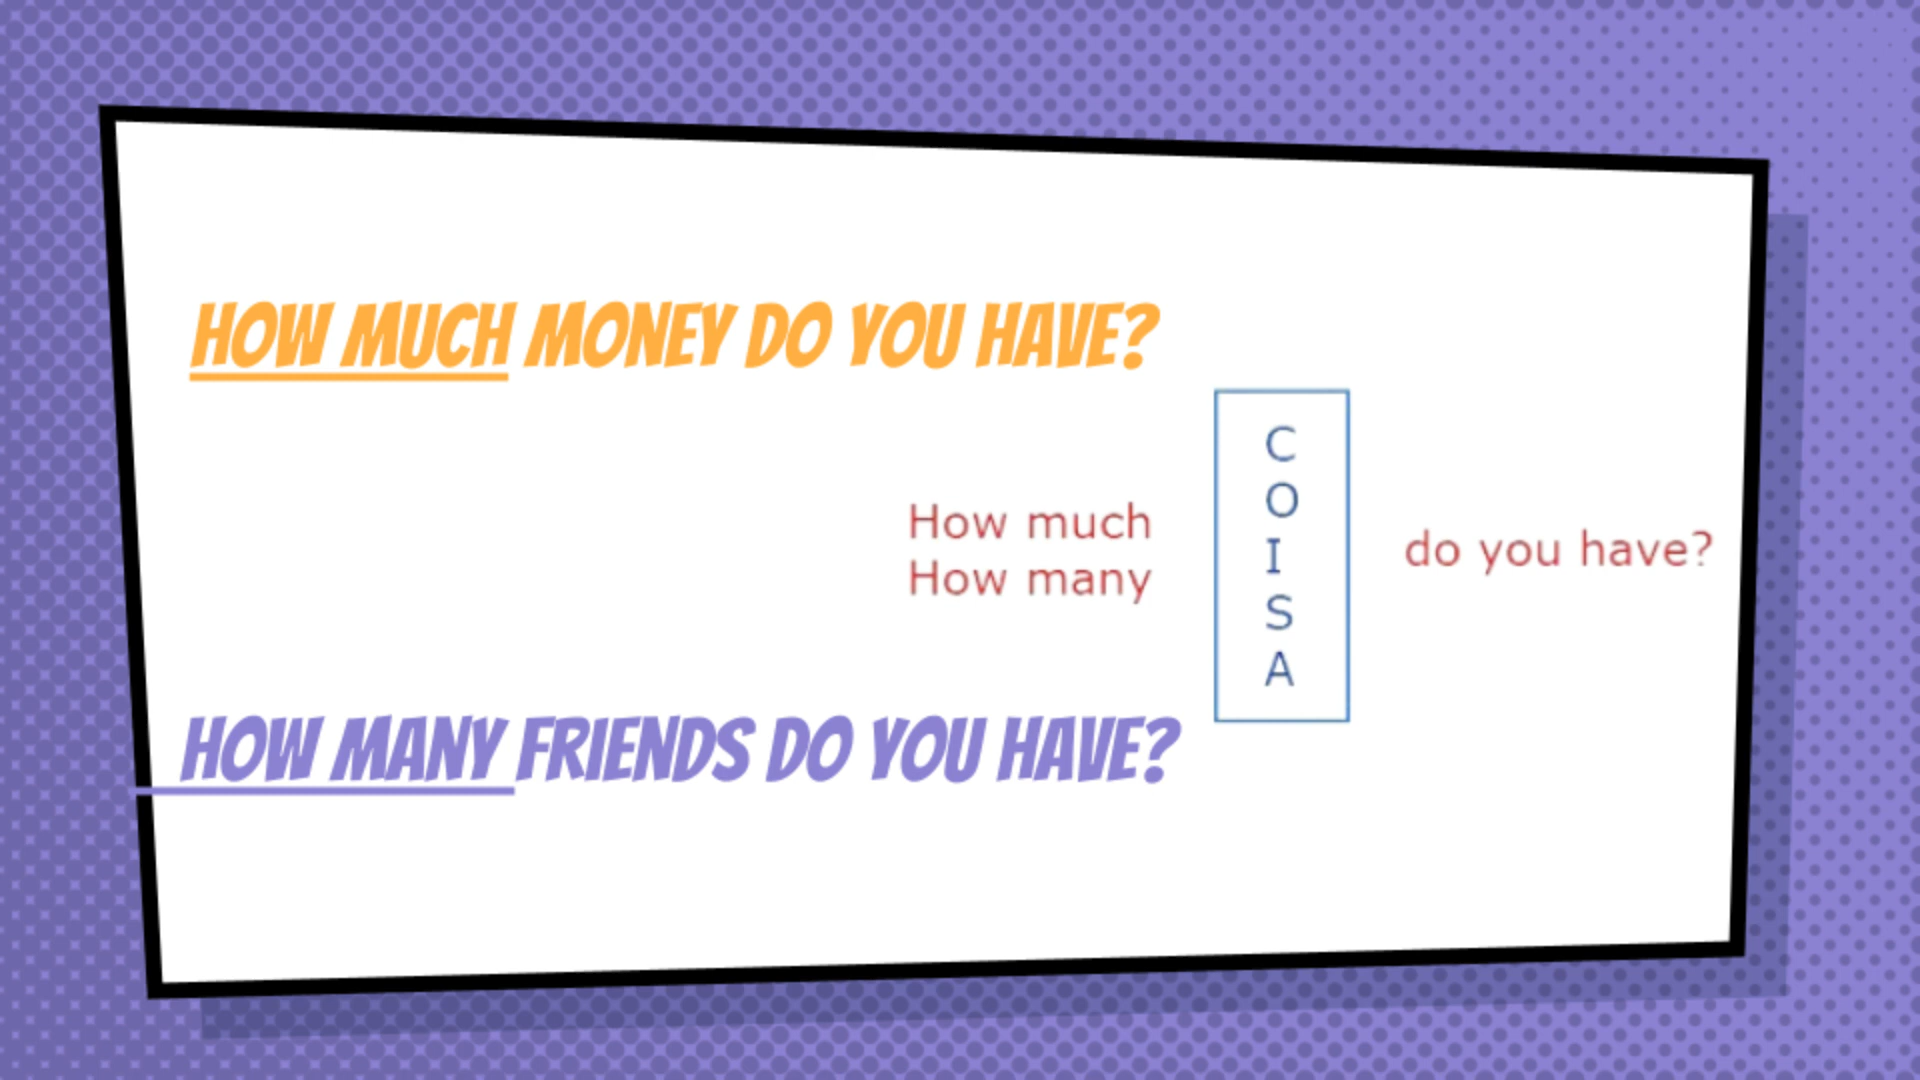 HOW MUCH MONEY DO YOU HAVE?
How much
How many
C
O
I
S
A
do you have?
HOW MANY FRIENDS DO YOU HAVE?